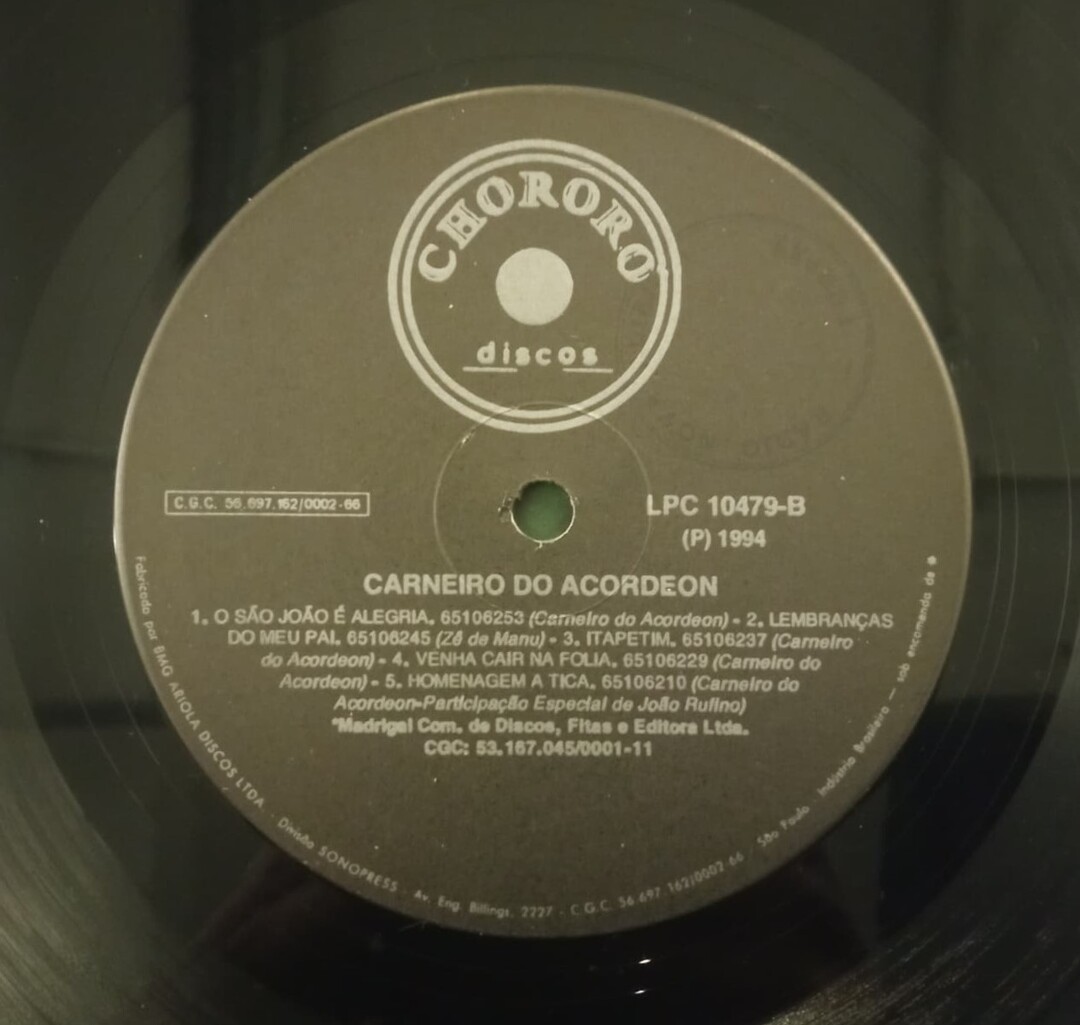 CHORORO
discos
C.G.C. 56.697.162/0002-66
LPC 10479-B
(P) 1994
CARNEIRO DO ACORDEON
1. O SÃO JOÃO É ALEGRIA. 65106253 (Carneiro do Acordeon) - 2. LEMBRANÇAS
DO MEU PAI. 65106245 (Zé de Manu) - 3. ITAPETIM. 65106237 (Carneiro
do Acordeon) - 4. VENHA CAIR NA FOLIA. 65106229 (Carneiro do
Acordeon) - 5. HOMENAGEM A TICA. 65106210 (Carneiro do
Acordeon-Participação Especial de João Rufino)
*Madrigal Com. de Discos, Fitas e Editora Ltda.
CGC: 53.167.045/0001-11
Fabricado por BMG ARIOLA DISCOS LTDA - Divisão SONOPRESS - Av. Eng. Billings, 2227 - C.G.C. 56 697 162/0002-66 - São Paulo - Indústria Brasileira — sob encomenda de *